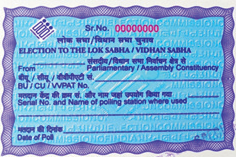 Sr.No. 00000000
लोक सभा/विधान सभा चुनाव
ELECTION TO THE LOK SABHA / VIDHAN SABHA
संसदीय/विधान सभा निर्वाचन क्षेत्र से
From Parliamentary / Assembly Constituency
बीयू / सीयू / वीवीपीएटी सं.
BU / CU / VVPAT No.
मतदान केंद्र की क्रम सं. और नाम जहां उपयोग किया गया
Serial No. and Name of polling station where used
मतदान की दिनांक
Date of Poll